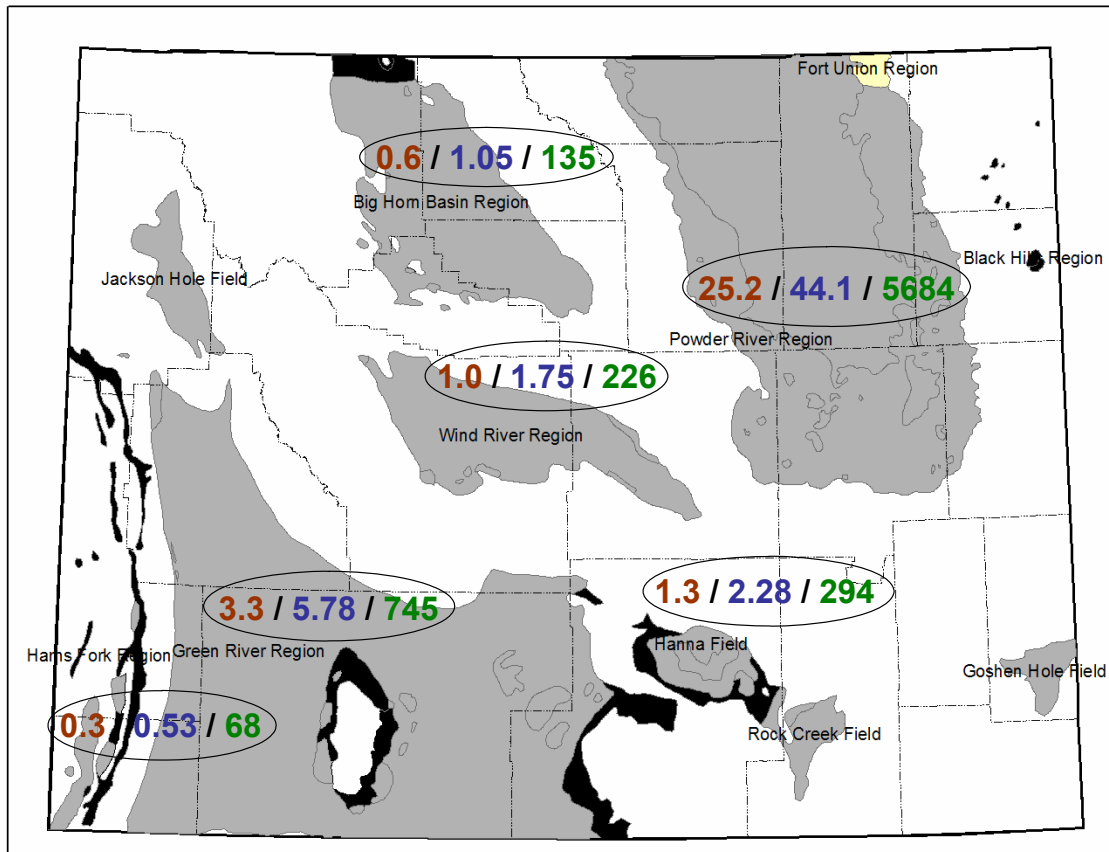 Fort Union Region
0.6 / 1.05 / 135
Big Horn Basin Region
Black Hills Region
Jackson Hole Field
25.2 / 44.1 / 5684
Powder River Region
1.0 / 1.75 / 226
Wind River Region
1.3 / 2.28 / 294
3.3 / 5.78 / 745
Hanna Field
Hams Fork Region
Green River Region
Goshen Hole Field
0.3 / 0.53 / 68
Rock Creek Field